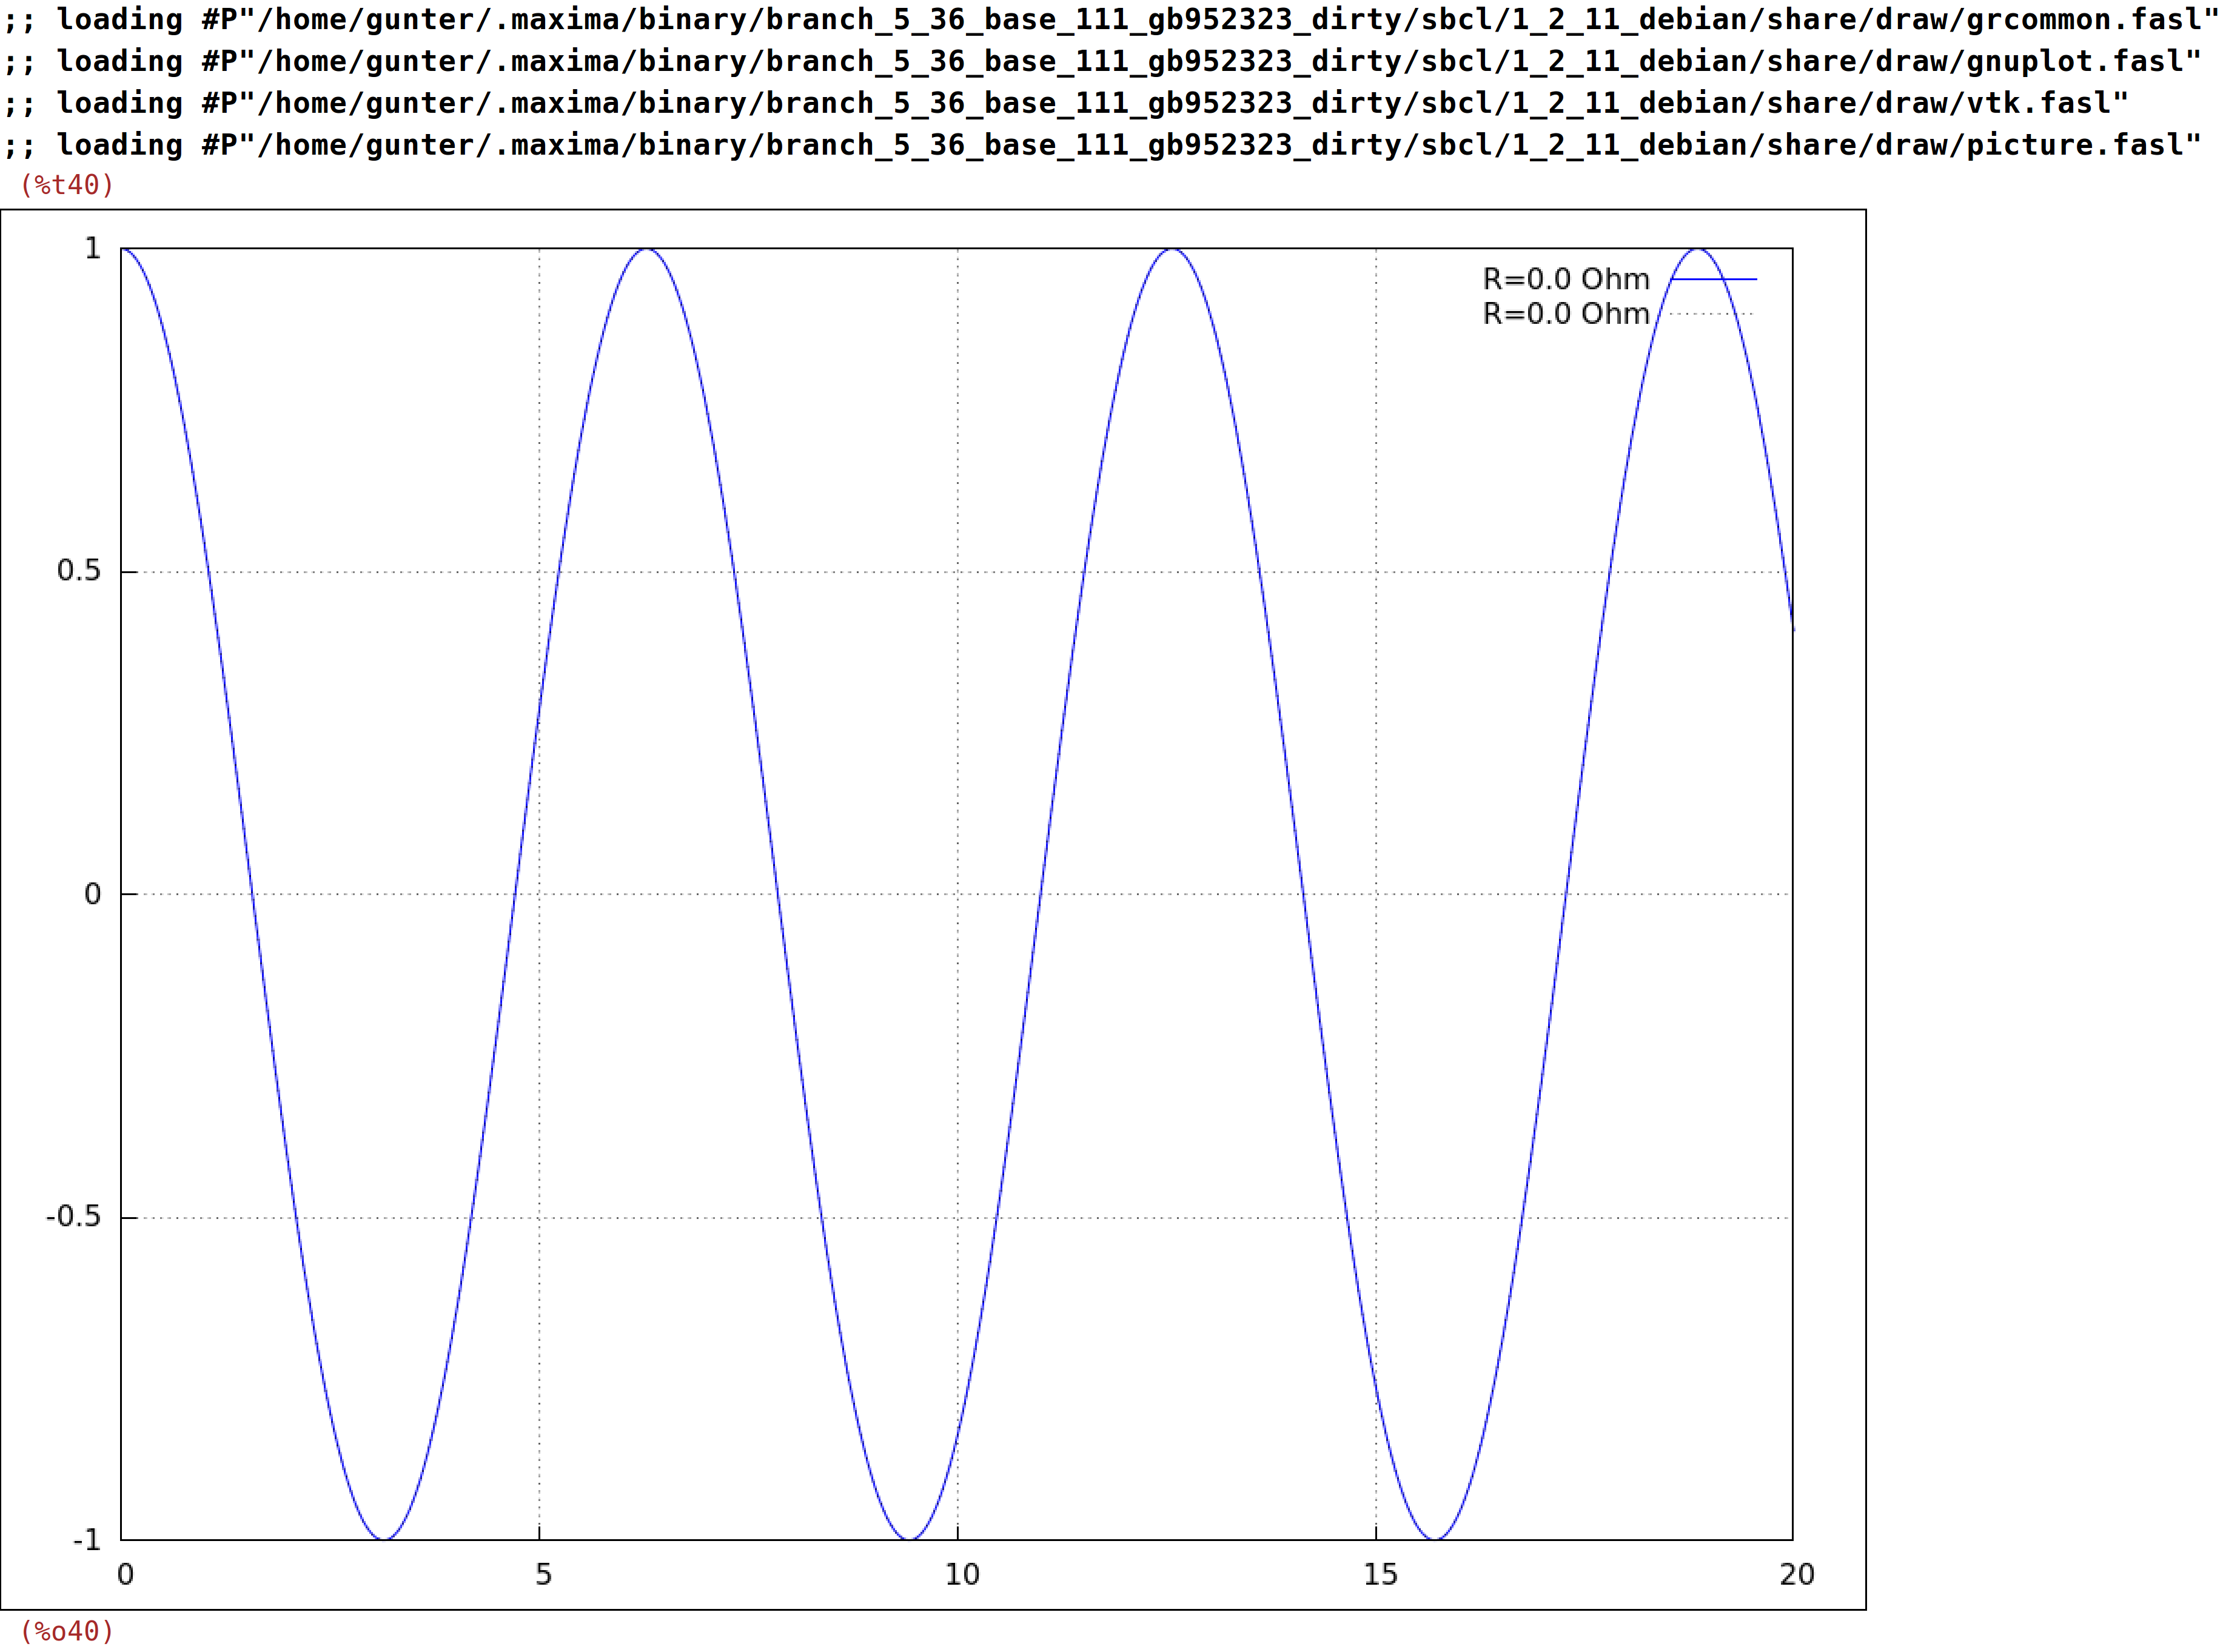 ;; loading #P"/home/gunter/.maxima/binary/branch_5_36_base_111_gb952323_dirty/sbcl/1_2_11_debian/share/draw/grcommon.fasl"
;; loading #P"/home/gunter/.maxima/binary/branch_5_36_base_111_gb952323_dirty/sbcl/1_2_11_debian/share/draw/gnuplot.fasl"
;; loading #P"/home/gunter/.maxima/binary/branch_5_36_base_111_gb952323_dirty/sbcl/1_2_11_debian/share/draw/vtk.fasl"
;; loading #P"/home/gunter/.maxima/binary/branch_5_36_base_111_gb952323_dirty/sbcl/1_2_11_debian/share/draw/picture.fasl"
(%t40)
1
R=0.0 Ohm
R=0.0 Ohm
0.5
0
-0.5
-1
0 5 10 15 20
(%o40)